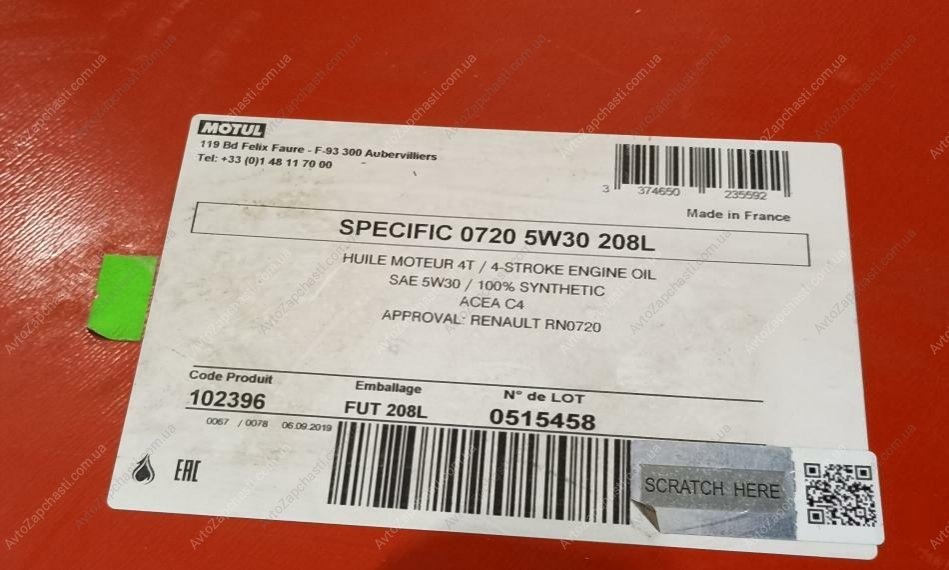 MOTUL
119 Bd Felix Faure - F-93 300 Aubervilliers
Tel: +33 (0)1 48 11 70 00
3 374650 235592
Made in France
SPECIFIC 0720 5W30 208L
HUILE MOTEUR 4T / 4-STROKE ENGINE OIL
SAE 5W30 / 100% SYNTHETIC
ACEA C4
APPROVAL: RENAULT RN0720
Code Produit Emballage N° de LOT
102396 FUT 208L 0515458
0067 / 0078 06.09.2019
EAC
SCRATCH HERE
AvtoZapchasti.com.ua